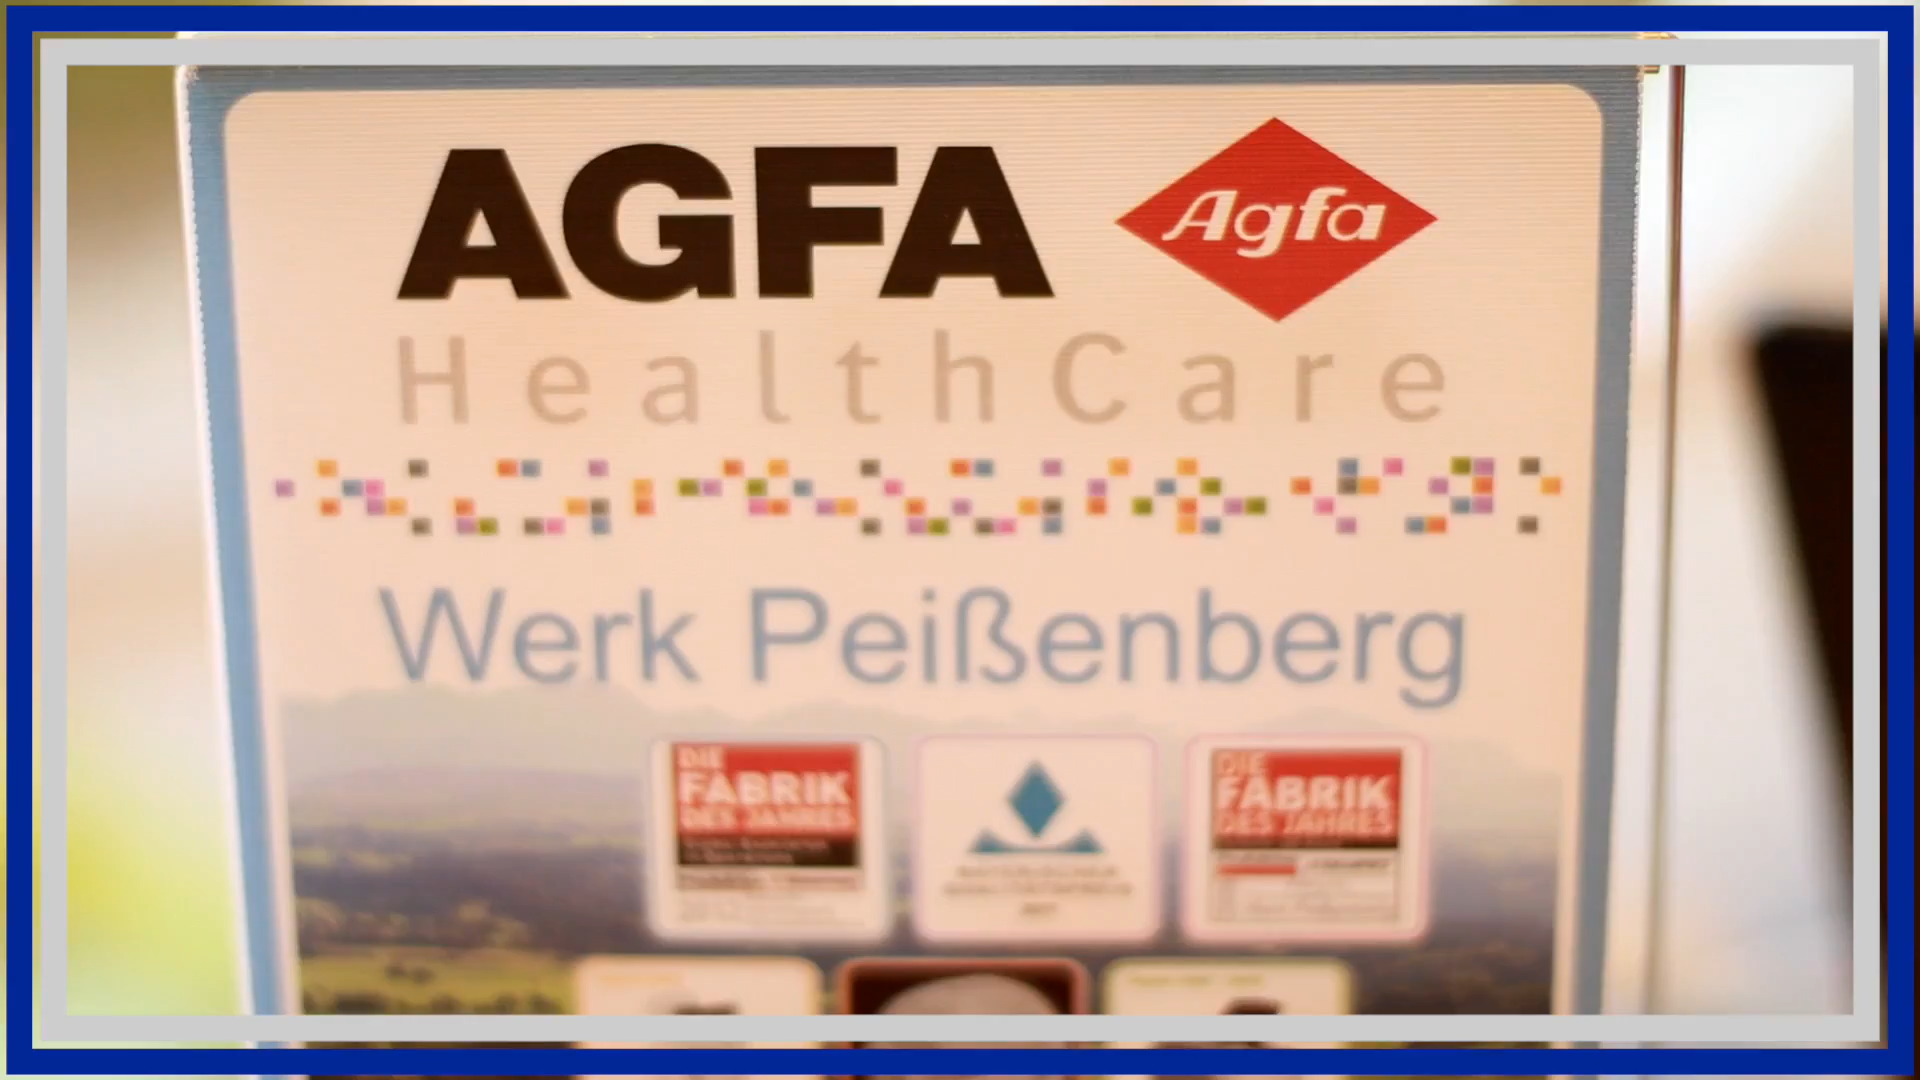 AGFA Agfa
HealthCare
Werk Peißenberg
DIE
FABRIK
DES JAHRES
DIE
FABRIK
DES JAHRES